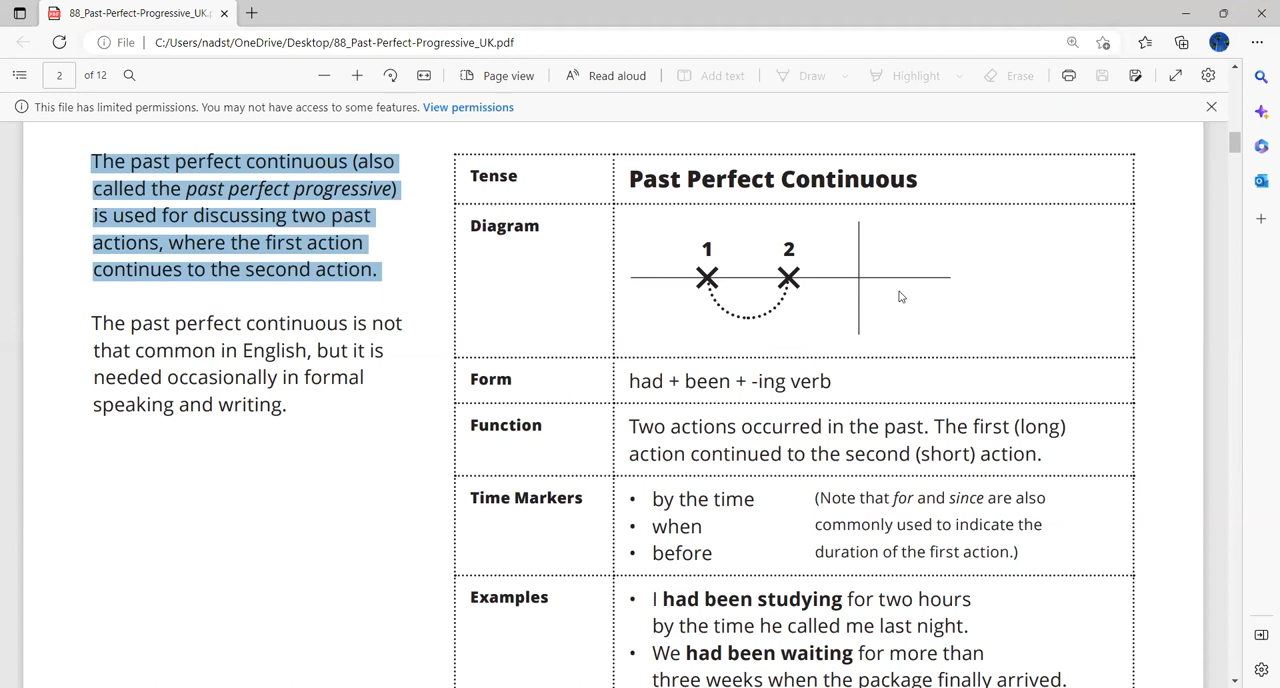 88_Past-Perfect-Progressive_UK.p
File
C:/Users/nadst/OneDrive/Desktop/88_Past-Perfect-Progressive_UK.pdf
2 of 12
Page view
Read aloud
Add text
Draw
Highlight
Erase
This file has limited permissions. You may not have access to some features. View permissions
The past perfect continuous (also
called the past perfect progressive)
is used for discussing two past
actions, where the first action
continues to the second action.
The past perfect continuous is not
that common in English, but it is
needed occasionally in formal
speaking and writing.
Tense
Past Perfect Continuous
Diagram
1 2
Form
had + been + -ing verb
Function
Two actions occurred in the past. The first (long)
action continued to the second (short) action.
Time Markers
• by the time
• when
• before
(Note that for and since are also
commonly used to indicate the
duration of the first action.)
Examples
• I had been studying for two hours
by the time he called me last night.
• We had been waiting for more than
three weeks when the package finally arrived.